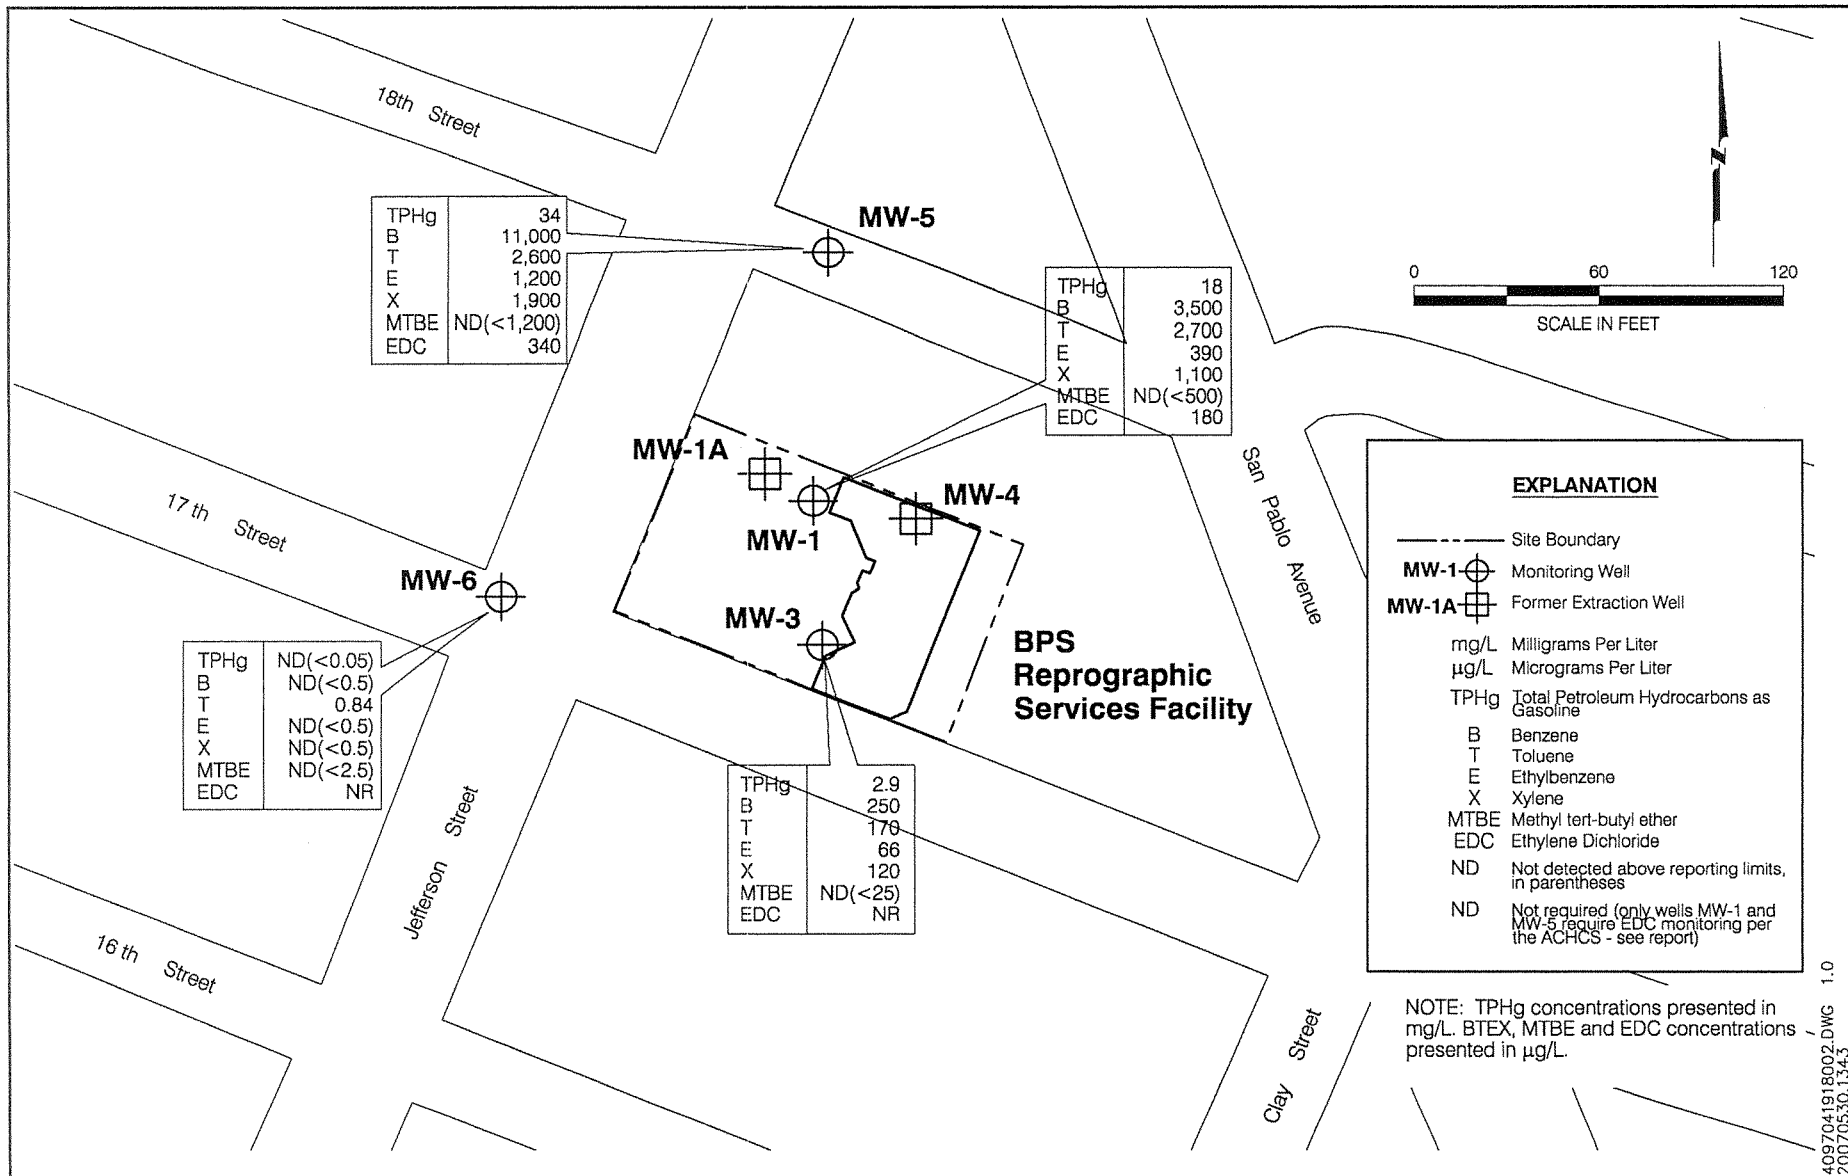 18th Street
MW-5
TPHg 34
B 11,000
T 2,600
E 1,200
X 1,900
MTBE ND(<1,200)
EDC 340
TPHg 18
B 3,500
T 2,700
E 390
X 1,100
MTBE ND(<500)
EDC 180
N
0 60 120
SCALE IN FEET
MW-1A
MW-4
MW-1
17 th Street
MW-6
MW-3
San Pablo Avenue
BPS
Reprographic
Services Facility
TPHg ND(<0.05)
B ND(<0.5)
T 0.84
E ND(<0.5)
X ND(<0.5)
MTBE ND(<2.5)
EDC NR
TPHg 2.9
B 250
T 170
E 66
X 120
MTBE ND(<25)
EDC NR
Jefferson Street
16 th Street
Clay Street
EXPLANATION
Site Boundary
MW-1 Monitoring Well
MW-1A Former Extraction Well
mg/L Milligrams Per Liter
µg/L Micrograms Per Liter
TPHg Total Petroleum Hydrocarbons as
Gasoline
B Benzene
T Toluene
E Ethylbenzene
X Xylene
MTBE Methyl tert-butyl ether
EDC Ethylene Dichloride
ND Not detected above reporting limits,
in parentheses
ND Not required (only wells MW-1 and
MW-5 require EDC monitoring per
the ACHCS - see report)
NOTE: TPHg concentrations presented in
mg/L. BTEX, MTBE and EDC concentrations
presented in µg/L.
4097041918002.DWG 1.0
200770530.1343